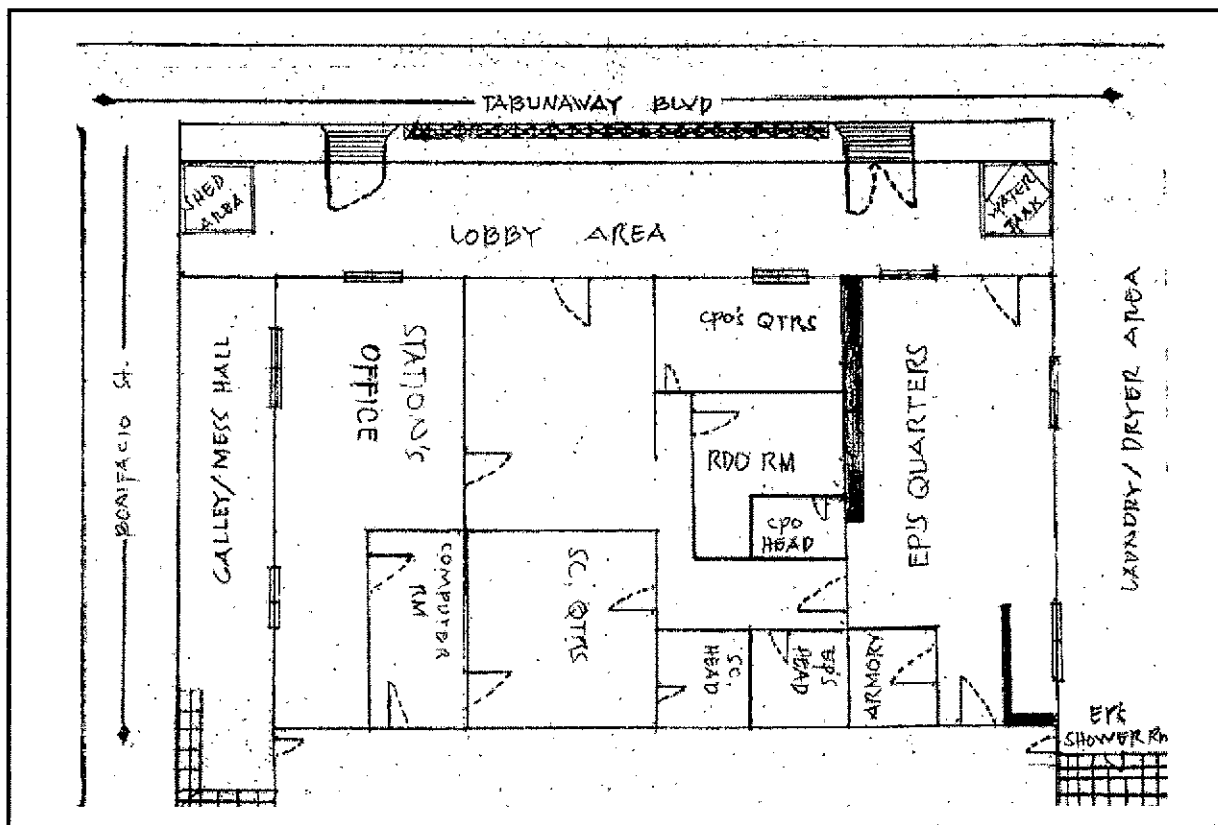 TABUNAWAY BLVD
SHED
AREA
WATER
TANK
LOBBY AREA
BONIFACIO St.
GALLEY/MESS HALL
STATION'S
OFFICE
CPO'S QTRS
RDO RM
CPO
HEAD
EP'S QUARTERS
LAUNDRY/DRYER AREA
COMPUTER
RM
SC, QTRS
SC,
HEAD
EP'S
HEAD
ARMORY
EP's
SHOWER Rm